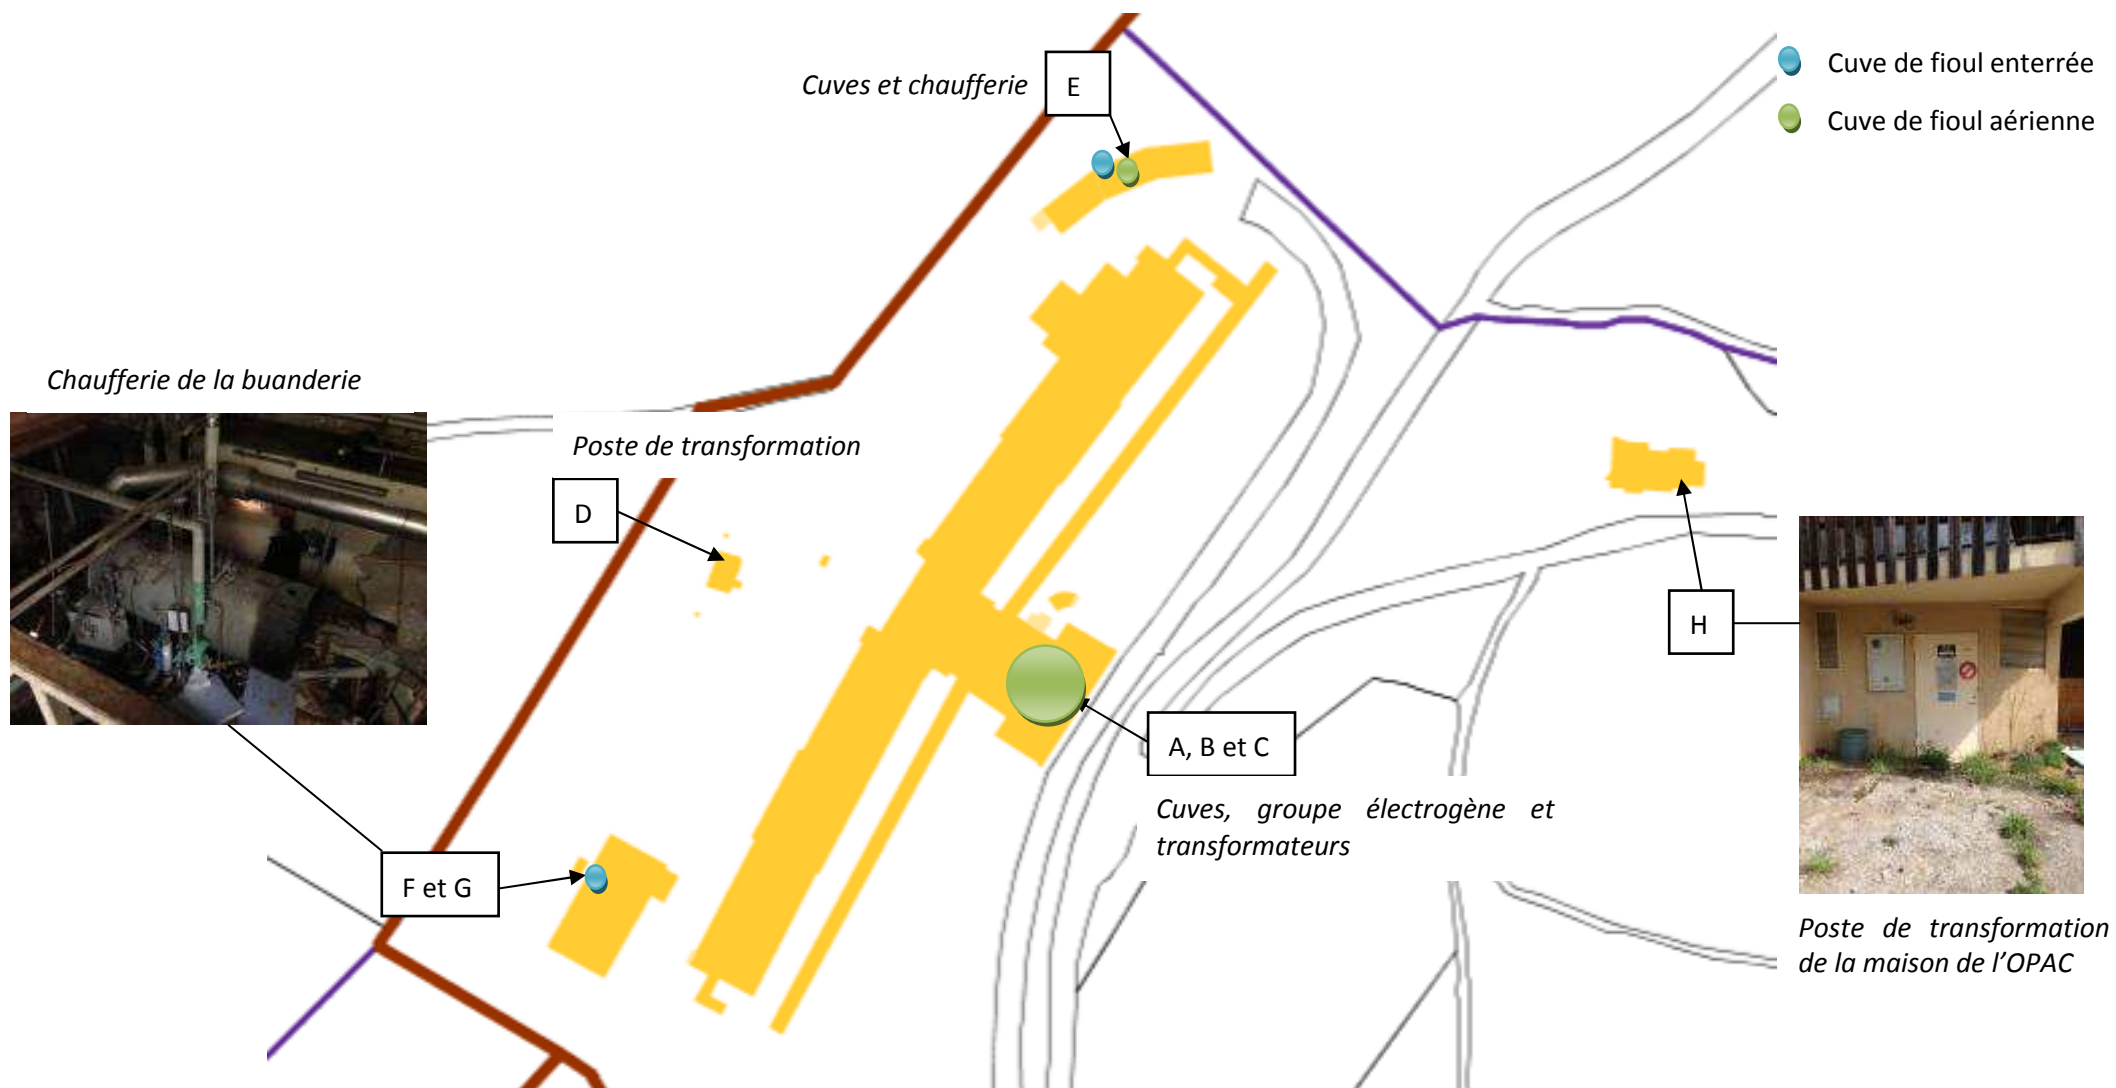 Cuves et chaufferie
E
Cuve de fioul enterrée
Cuve de fioul aérienne
Chaufferie de la buanderie
Poste de transformation
D
H
A, B et C
Cuves, groupe électrogène et
transformateurs
F et G
Poste de transformation
de la maison de l’OPAC